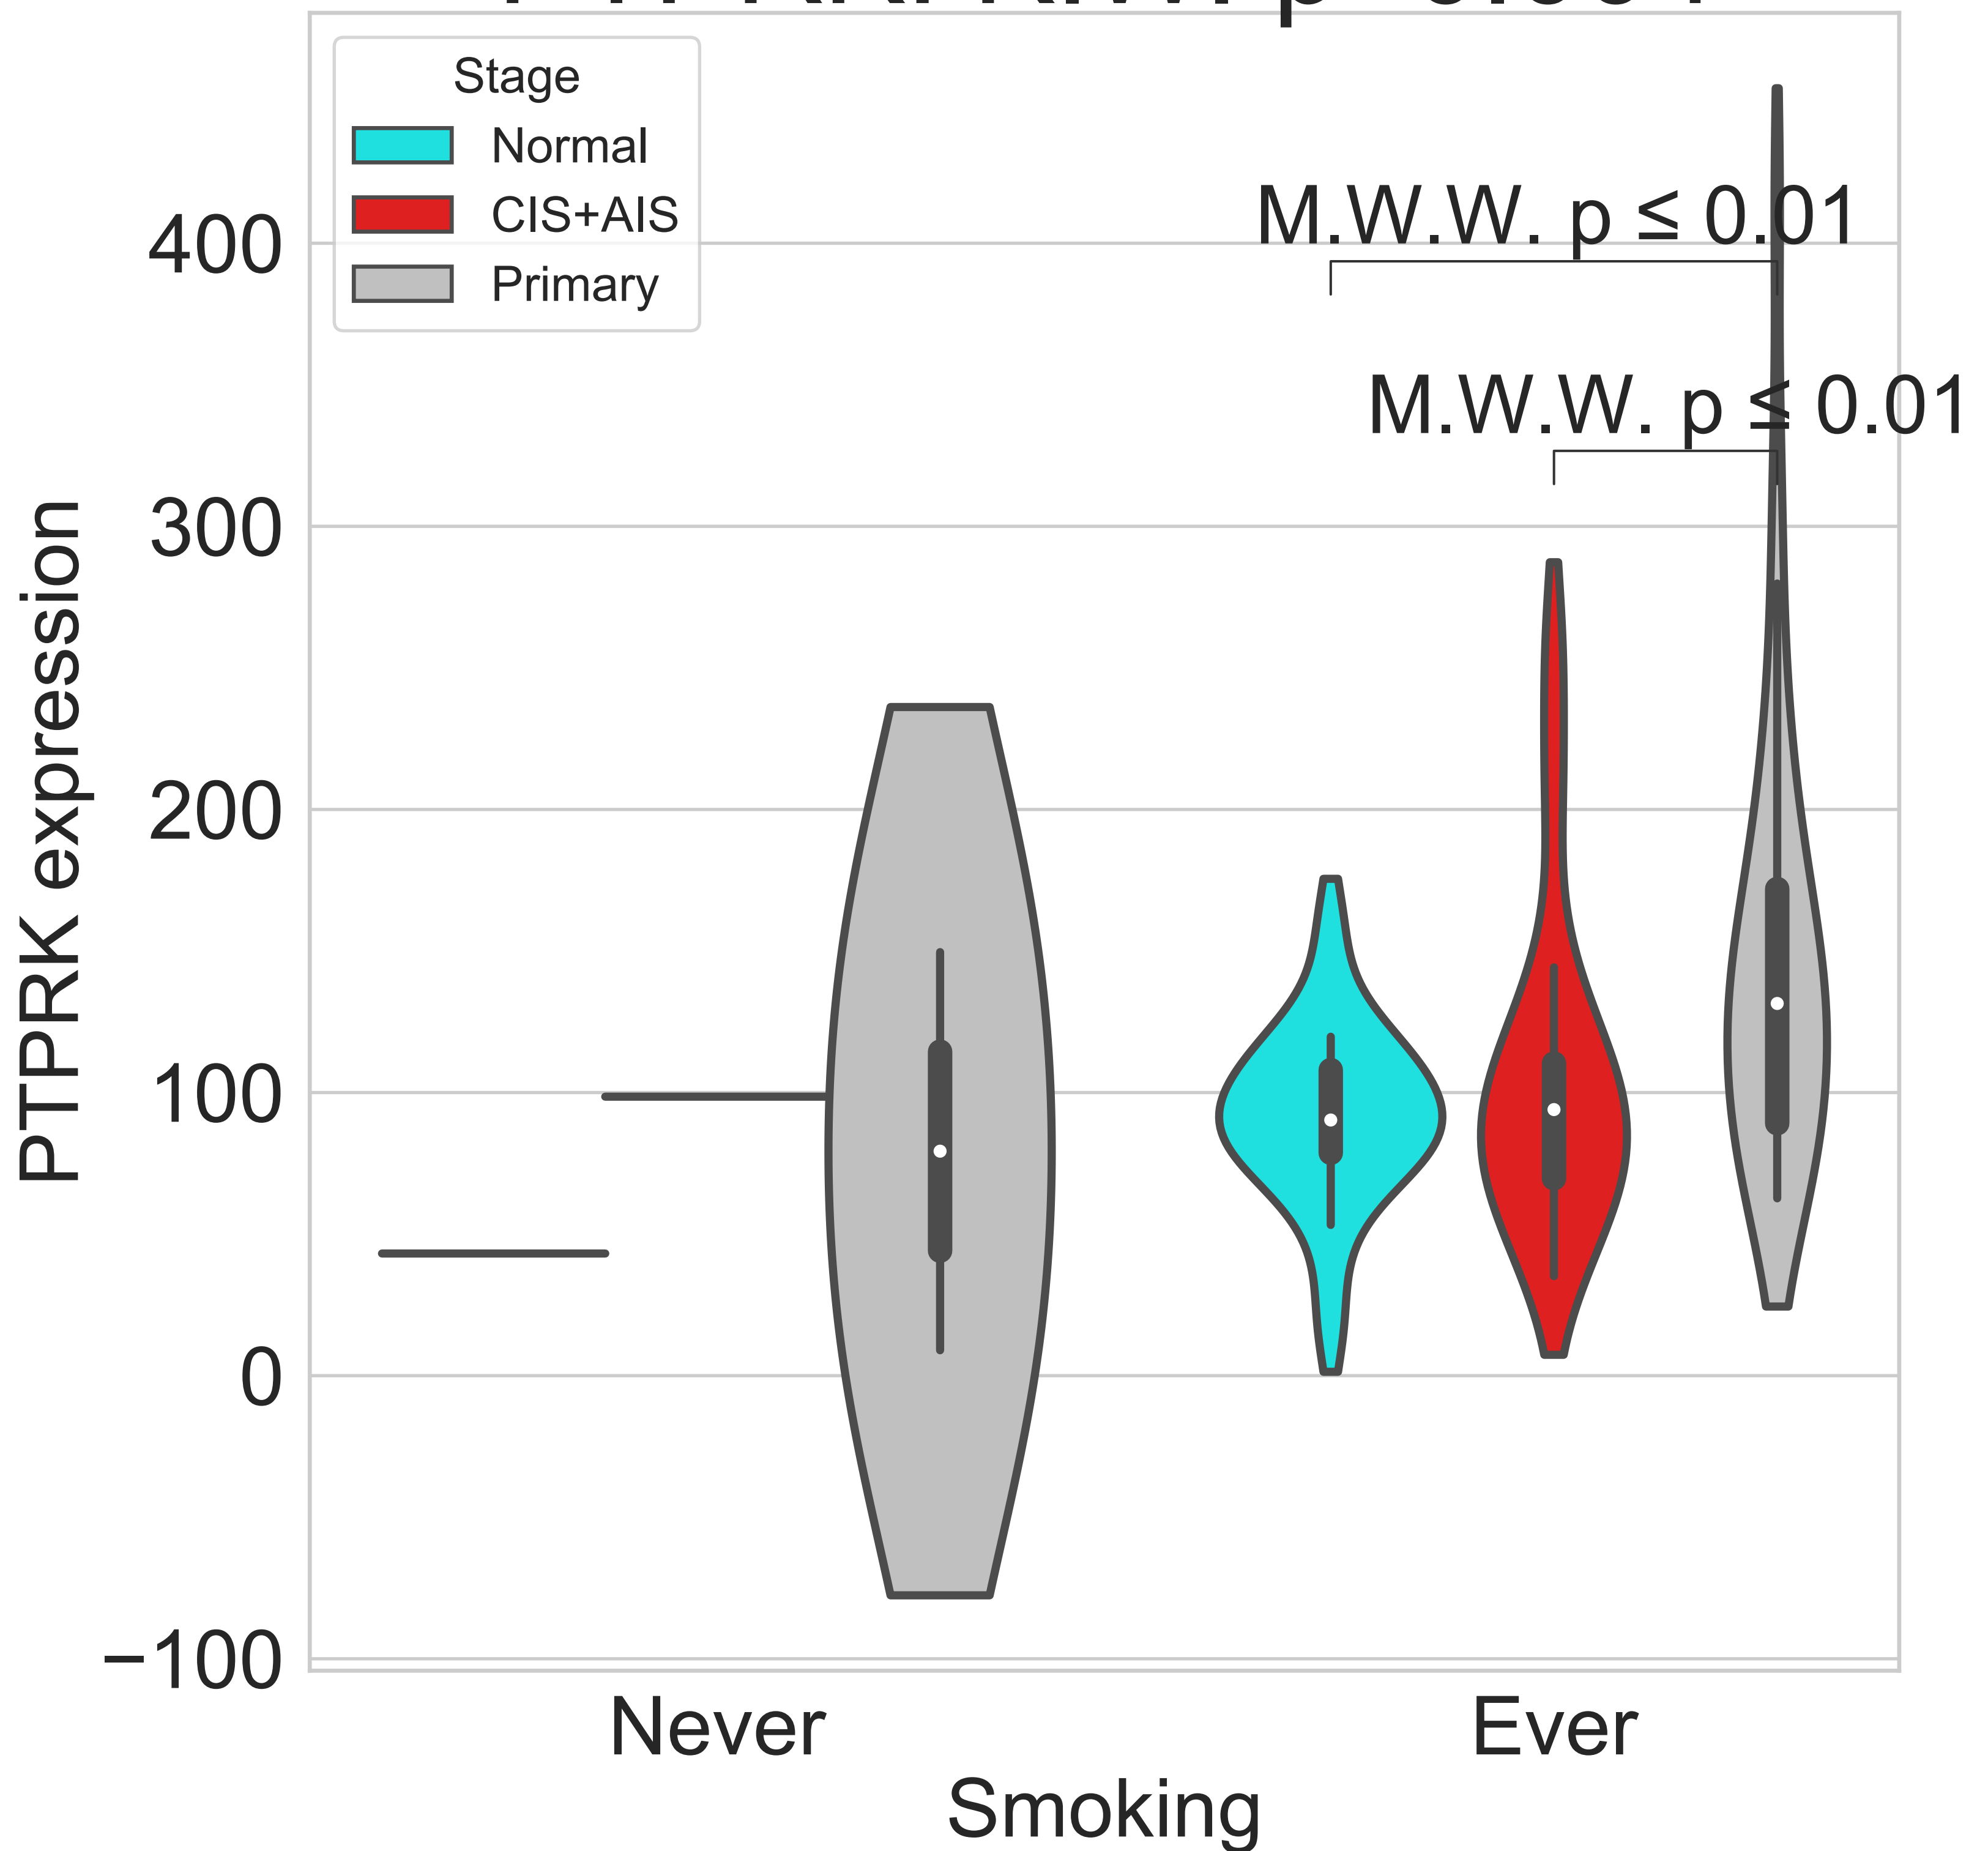 Stage
Normal
CIS+AIS
Primary
M.W.W. p ≤ 0.01
M.W.W. p ≤ 0.01
400
300
200
100
0
−100
PTPRK expression
Never
Ever
Smoking